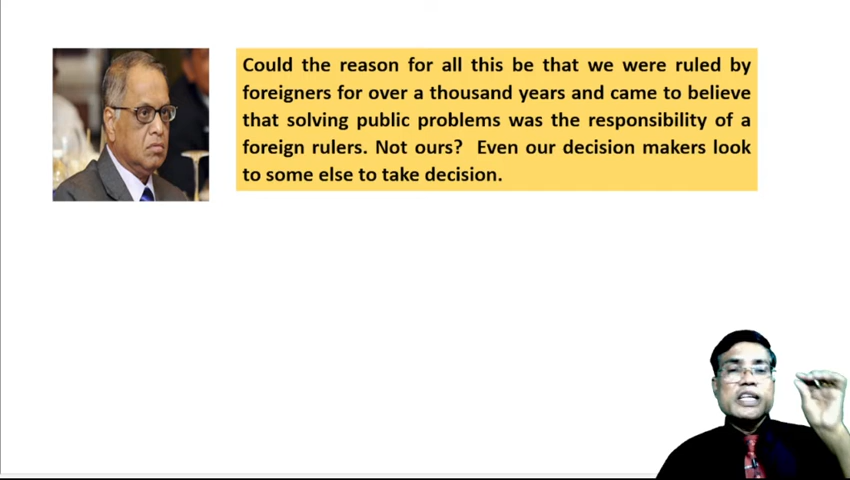 Could the reason for all this be that we were ruled by
foreigners for over a thousand years and came to believe
that solving public problems was the responsibility of a
foreign rulers. Not ours?  Even our decision makers look
to some else to take decision.